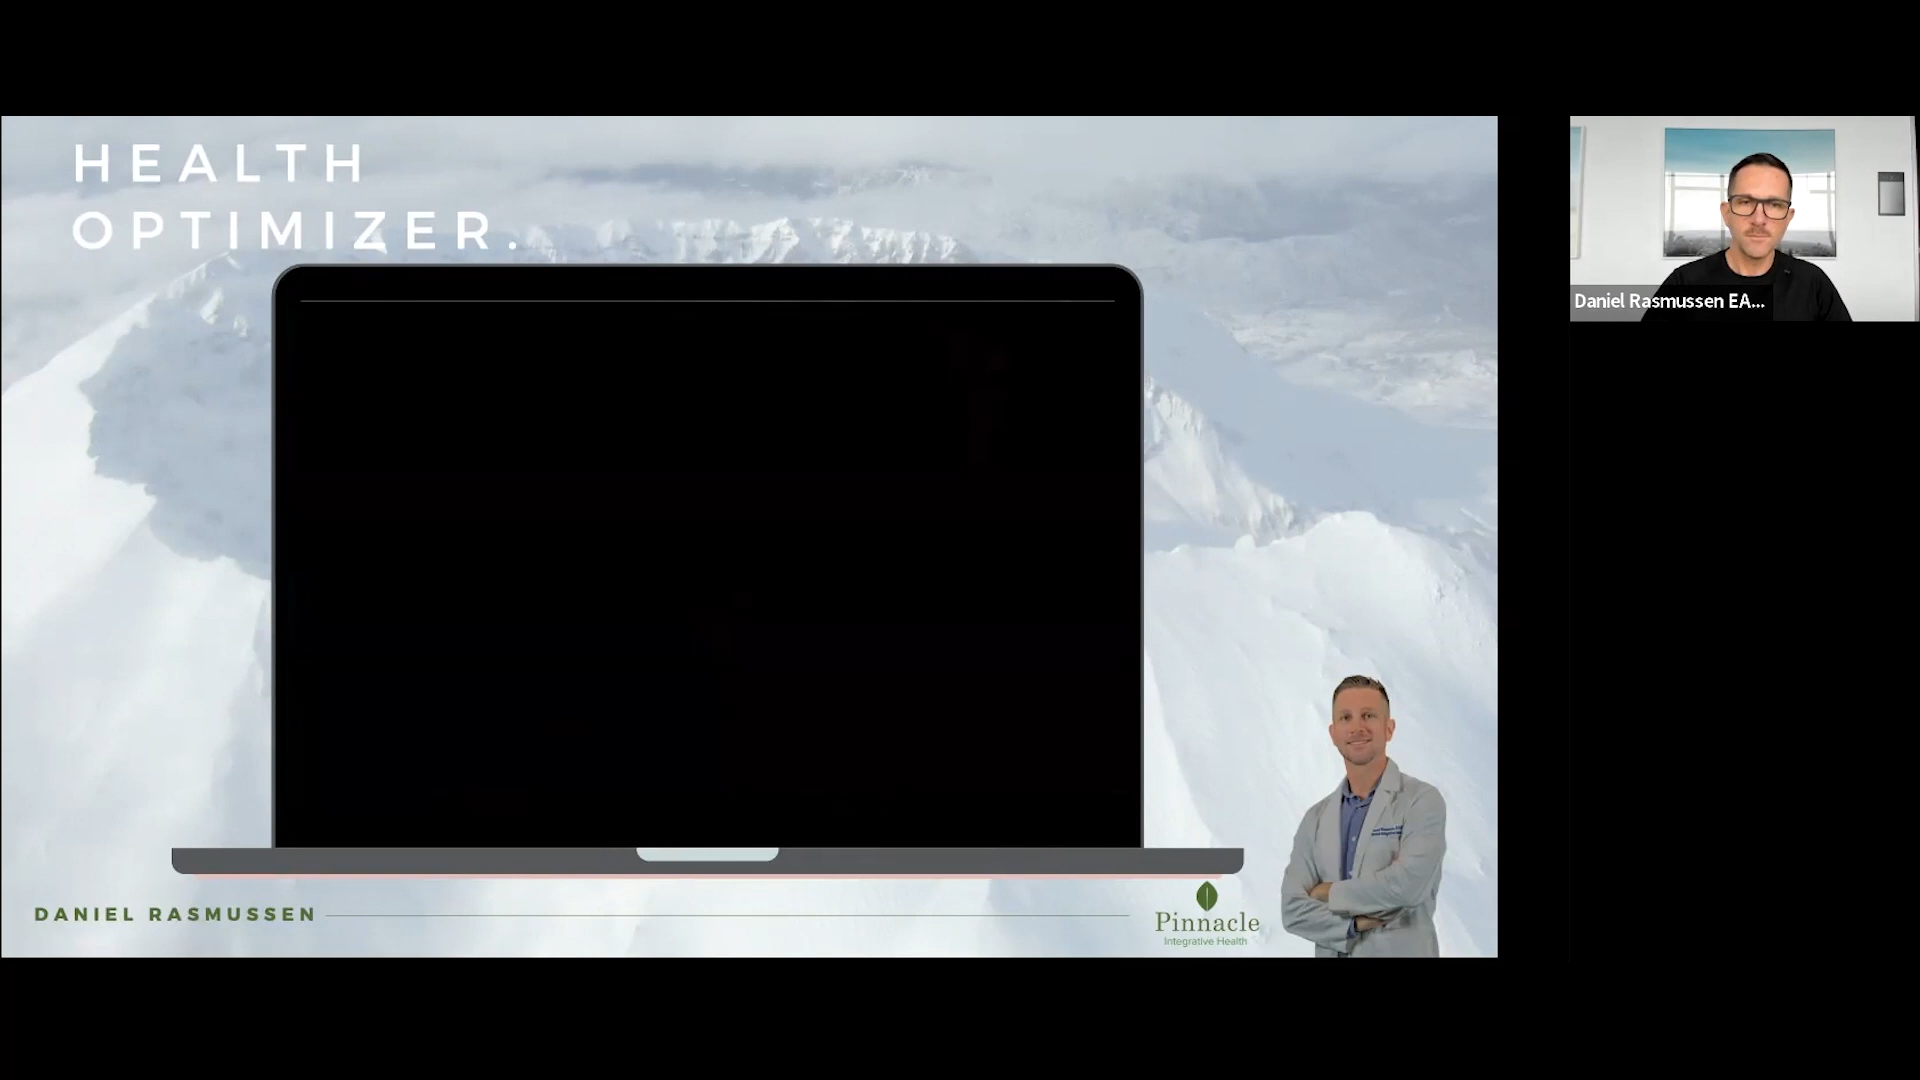 HEALTH
OPTIMIZER.
Daniel Rasmussen EA...
DANIEL RASMUSSEN
Pinnacle
Integrative Health